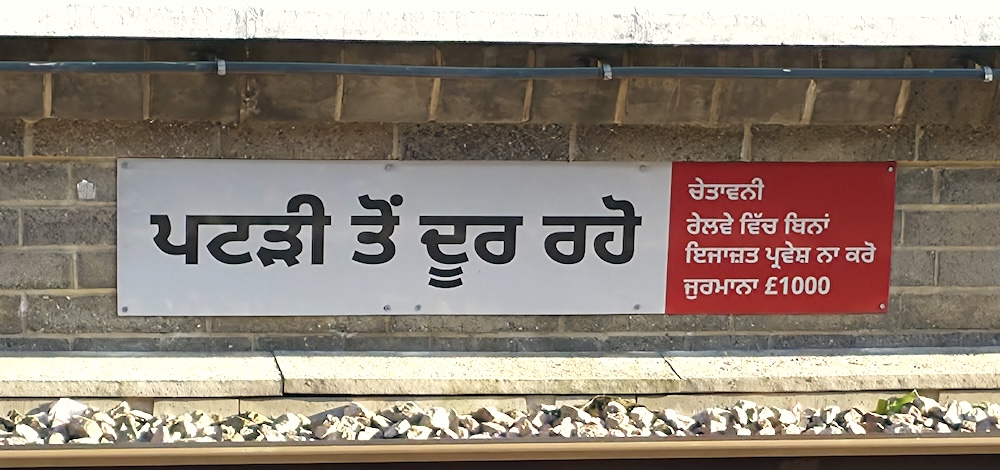 ਪਟੜੀ ਤੋਂ ਦੂਰ ਰਹੋ
ਚੇਤਾਵਨੀ
ਰੇਲਵੇ ਵਿੱਚ ਬਿਨਾਂ
ਇਜਾਜ਼ਤ ਪ੍ਰਵੇਸ਼ ਨਾ ਕਰੋ
ਜੁਰਮਾਨਾ £1000